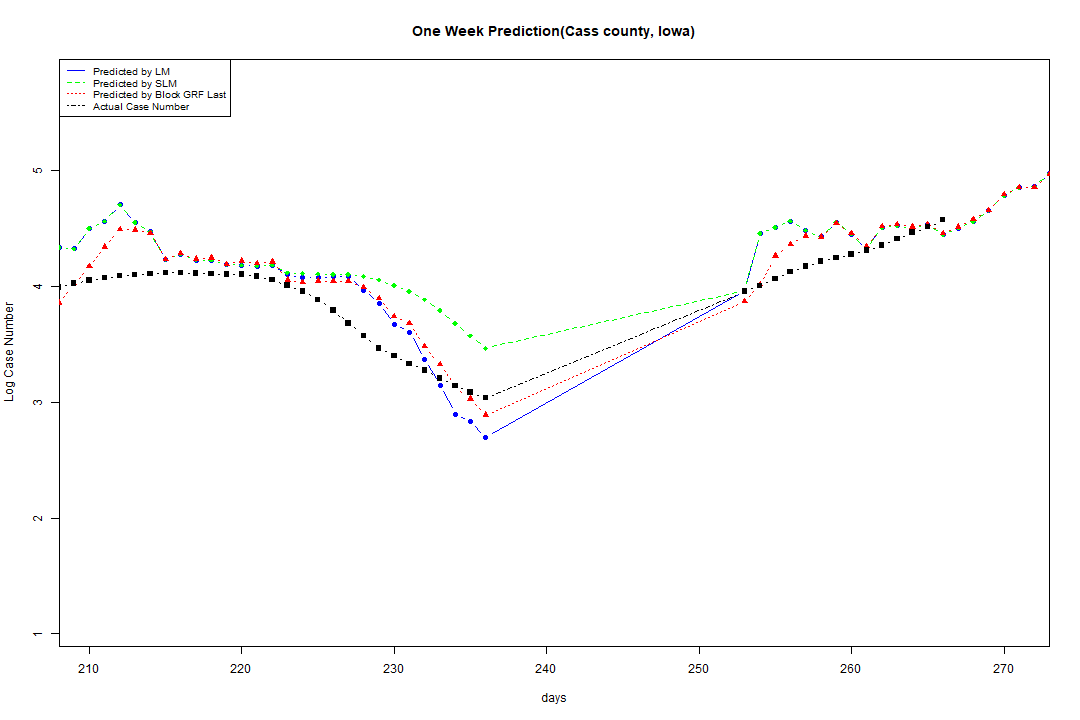 One Week Prediction(Cass county, Iowa)
Predicted by LM
Predicted by SLM
Predicted by Block GRF Last
Actual Case Number
5
4
3
2
1
Log Case Number
210 220 230 240 250 260 270
days